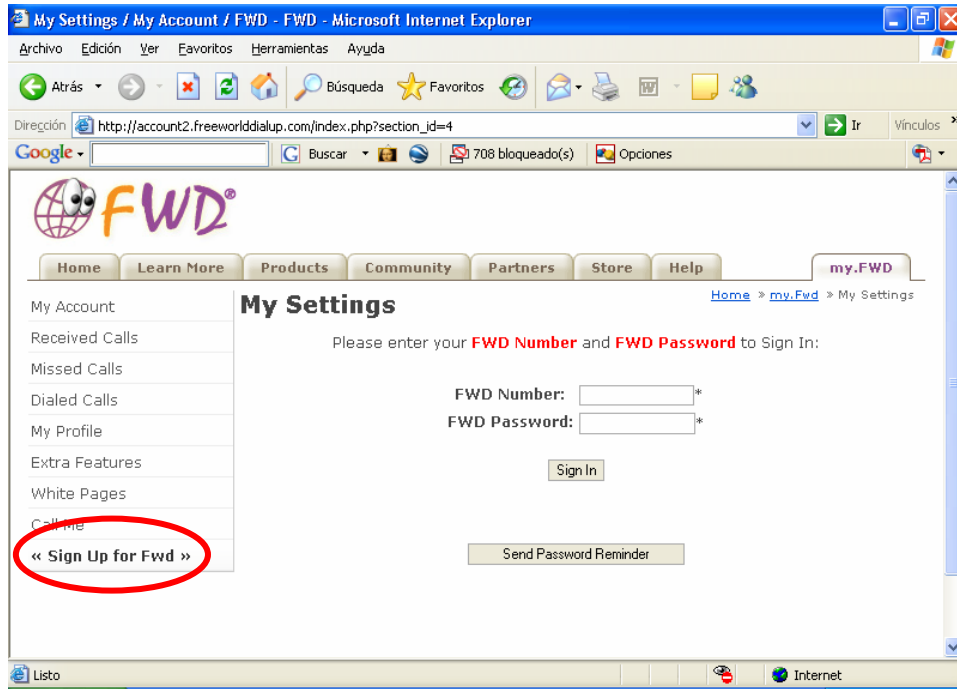 My Settings / My Account / FWD - FWD - Microsoft Internet Explorer
Archivo Edición Ver Favoritos Herramientas Ayuda
Atrás Búsqueda Favoritos
Dirección http://account2.freeworlddialup.com/index.php?section_id=4 Ir Vínculos »
Google Buscar 708 bloqueado(s) Opciones
FWD®
Home Learn More Products Community Partners Store Help my.FWD
Home » my.Fwd » My Settings
My Settings
Please enter your FWD Number and FWD Password to Sign In:
FWD Number: *
FWD Password: *
Sign In
Send Password Reminder
My Account
Received Calls
Missed Calls
Dialed Calls
My Profile
Extra Features
White Pages
Call Me
« Sign Up for Fwd »
Listo Internet